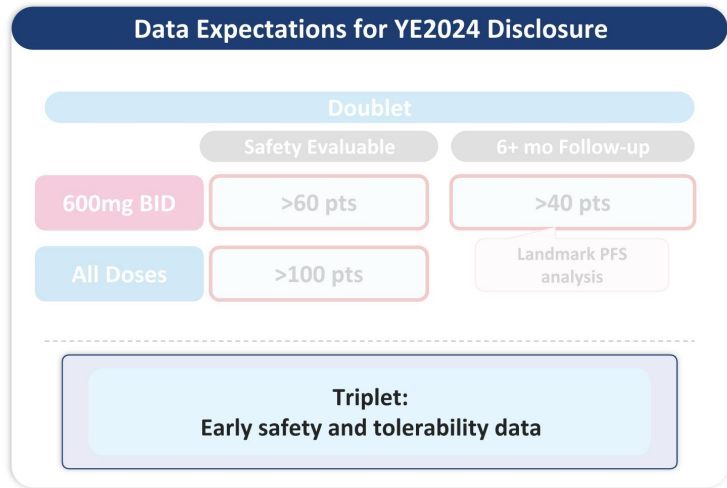 Data Expectations for YE2024 Disclosure
Doublet
Safety Evaluable
6+ mo Follow-up
600mg BID
>60 pts
>40 pts
Landmark PFS
analysis
All Doses
>100 pts
Triplet:
Early safety and tolerability data